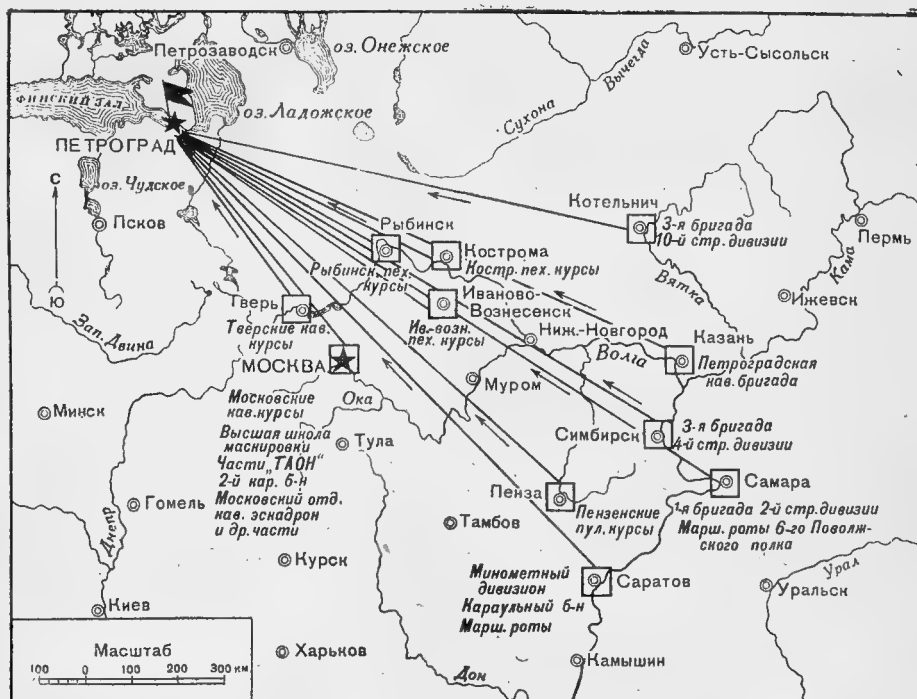 Петрозаводск
оз. Онежское
Усть-Сысольск
Вычегда
Сухона
ФИНСКИЙ ЗАЛ.
оз. Ладожское
ПЕТРОГРАД
С
оз. Чудское
Псков
Ю
Котельнич
3-я бригада
10-й стр. дивизии
Пермь
Кама
Вятка
Ижевск
Рыбинск
Рыбинск. пех.
курсы
Кострома
Костр. пех. курсы
Иваново-
Вознесенск
Ив.-возн.
пех. курсы
Ниж.-Новгород
Волга
Казань
Петроградская
кав. бригада
Зап. Двина
Тверь
Тверские кав.
курсы
МОСКВА
Московские
кав. курсы
Высшая школа
маскировки
Части „ТАОН"
2-й кар. б-н
Московский отд.
кав. эскадрон
и др. части
Муром
Ока
Тула
Минск
Гомель
Днепр
Симбирск
3-я бригада
4-й стр. дивизии
Самара
1-я бригада 2-й стр. дивизии
Марш. роты 6-го Поволж-
ского полка
Пенза
Пензенские
пул. курсы
Тамбов
Курск
Минометный
дивизион
Караульный б-н
Марш. роты
Саратов
Урал
Уральск
Киев
Харьков
Камышин
Дон
Масштаб
100 0 100 200 300 км